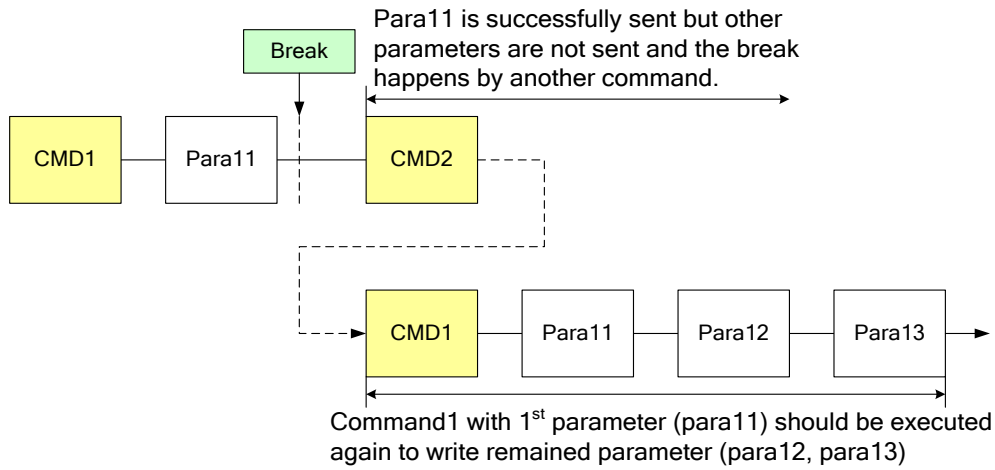 Para11 is successfully sent but other
parameters are not sent and the break
happens by another command.
Break
CMD1
Para11
CMD2
CMD1
Para11
Para12
Para13
Command1 with 1st parameter (para11) should be executed
again to write remained parameter (para12, para13)